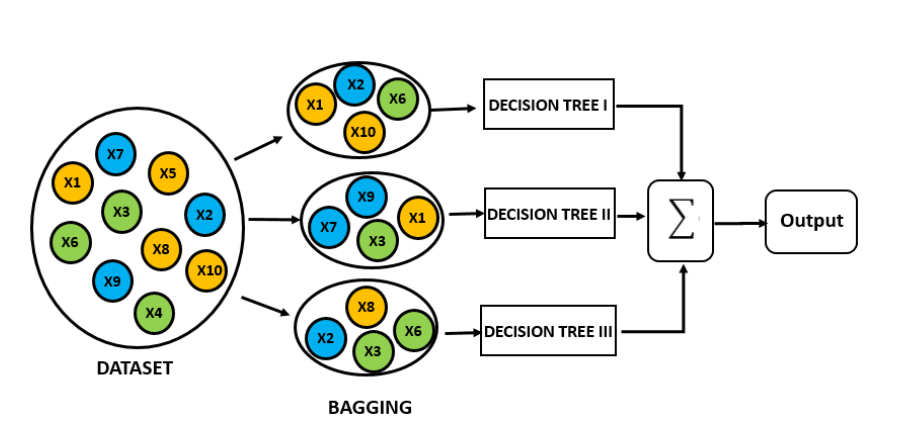 X7
X1
X5
X3
X2
X6
X8
X10
X9
X4
DATASET
X2
X1
X6
X10
X9
X7
X1
X3
X8
X2
X6
X3
BAGGING
DECISION TREE I
DECISION TREE II
DECISION TREE III
∑
Output